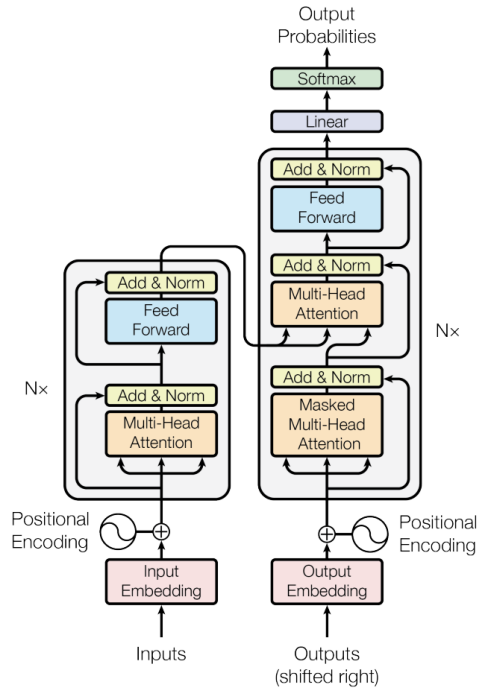 Output
Probabilities
Softmax
Linear
Add & Norm
Feed
Forward
Add & Norm
Multi-Head
Attention
Nx
Add & Norm
Masked
Multi-Head
Attention
Add & Norm
Feed
Forward
Nx
Add & Norm
Multi-Head
Attention
Positional
Encoding
Positional
Encoding
Input
Embedding
Output
Embedding
Inputs
Outputs
(shifted right)